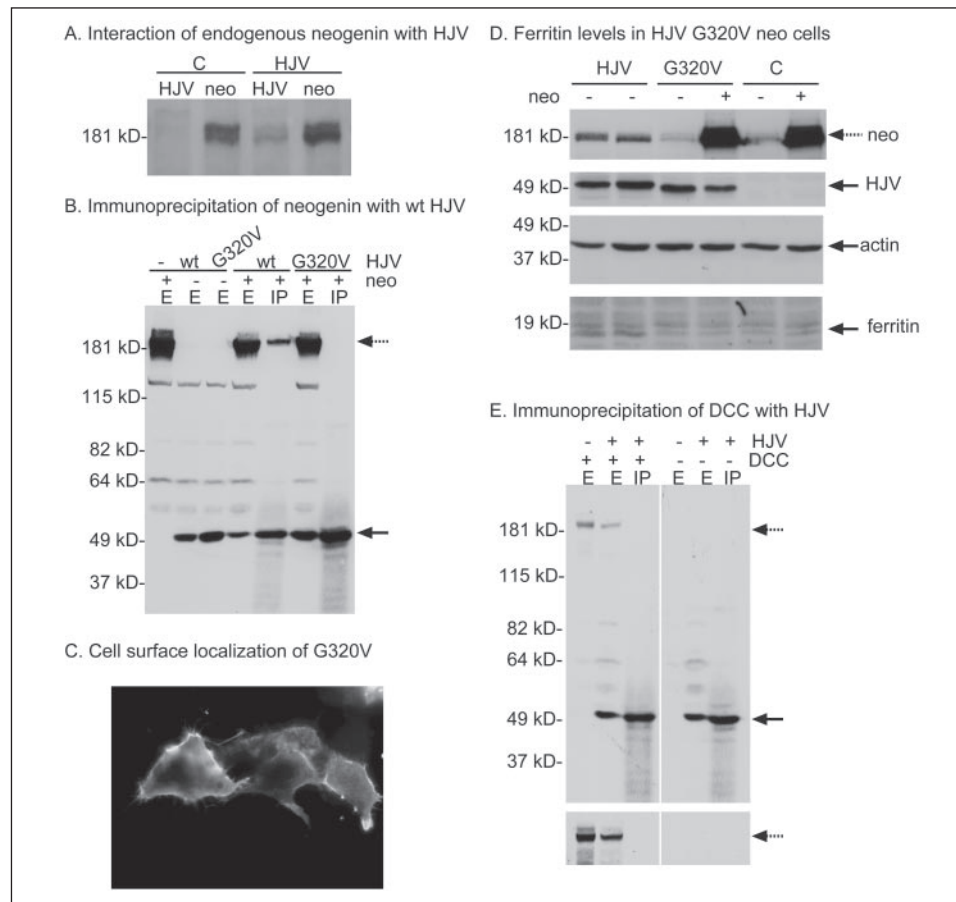 A. Interaction of endogenous neogenin with HJV
C HJV
HJV neo HJV neo
181 kD-
B. Immunoprecipitation of neogenin with wt HJV
- wt G320V wt G320V HJV
+ - - + + + + neo
E E E E IP E IP
181 kD-
115 kD-
82 kD-
64 kD-
49 kD-
37 kD-
C. Cell surface localization of G320V
D. Ferritin levels in HJV G320V neo cells
HJV G320V C
neo - - - + - +
181 kD- neo
49 kD- HJV
49 kD-
37 kD- actin
19 kD- ferritin
E. Immunoprecipitation of DCC with HJV
- + + - + + HJV
+ + + - - - DCC
E E IP E E IP
181 kD-
115 kD-
82 kD-
64 kD-
49 kD-
37 kD-